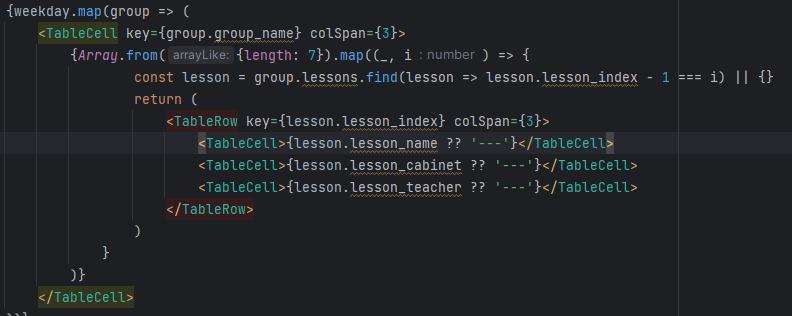 {weekday.map(group => (
<TableCell key={group.group_name} colSpan={3}>
{Array.from( arrayLike: {length: 7}).map((_, i : number ) => {
const lesson = group.lessons.find(lesson => lesson.lesson_index - 1 === i) || {}
return (
<TableRow key={lesson.lesson_index} colSpan={3}>
<TableCell>{lesson.lesson_name ?? '---'}</TableCell>
<TableCell>{lesson.lesson_cabinet ?? '---'}</TableCell>
<TableCell>{lesson.lesson_teacher ?? '---'}</TableCell>
</TableRow>
)
}
)}
</TableCell>
))}